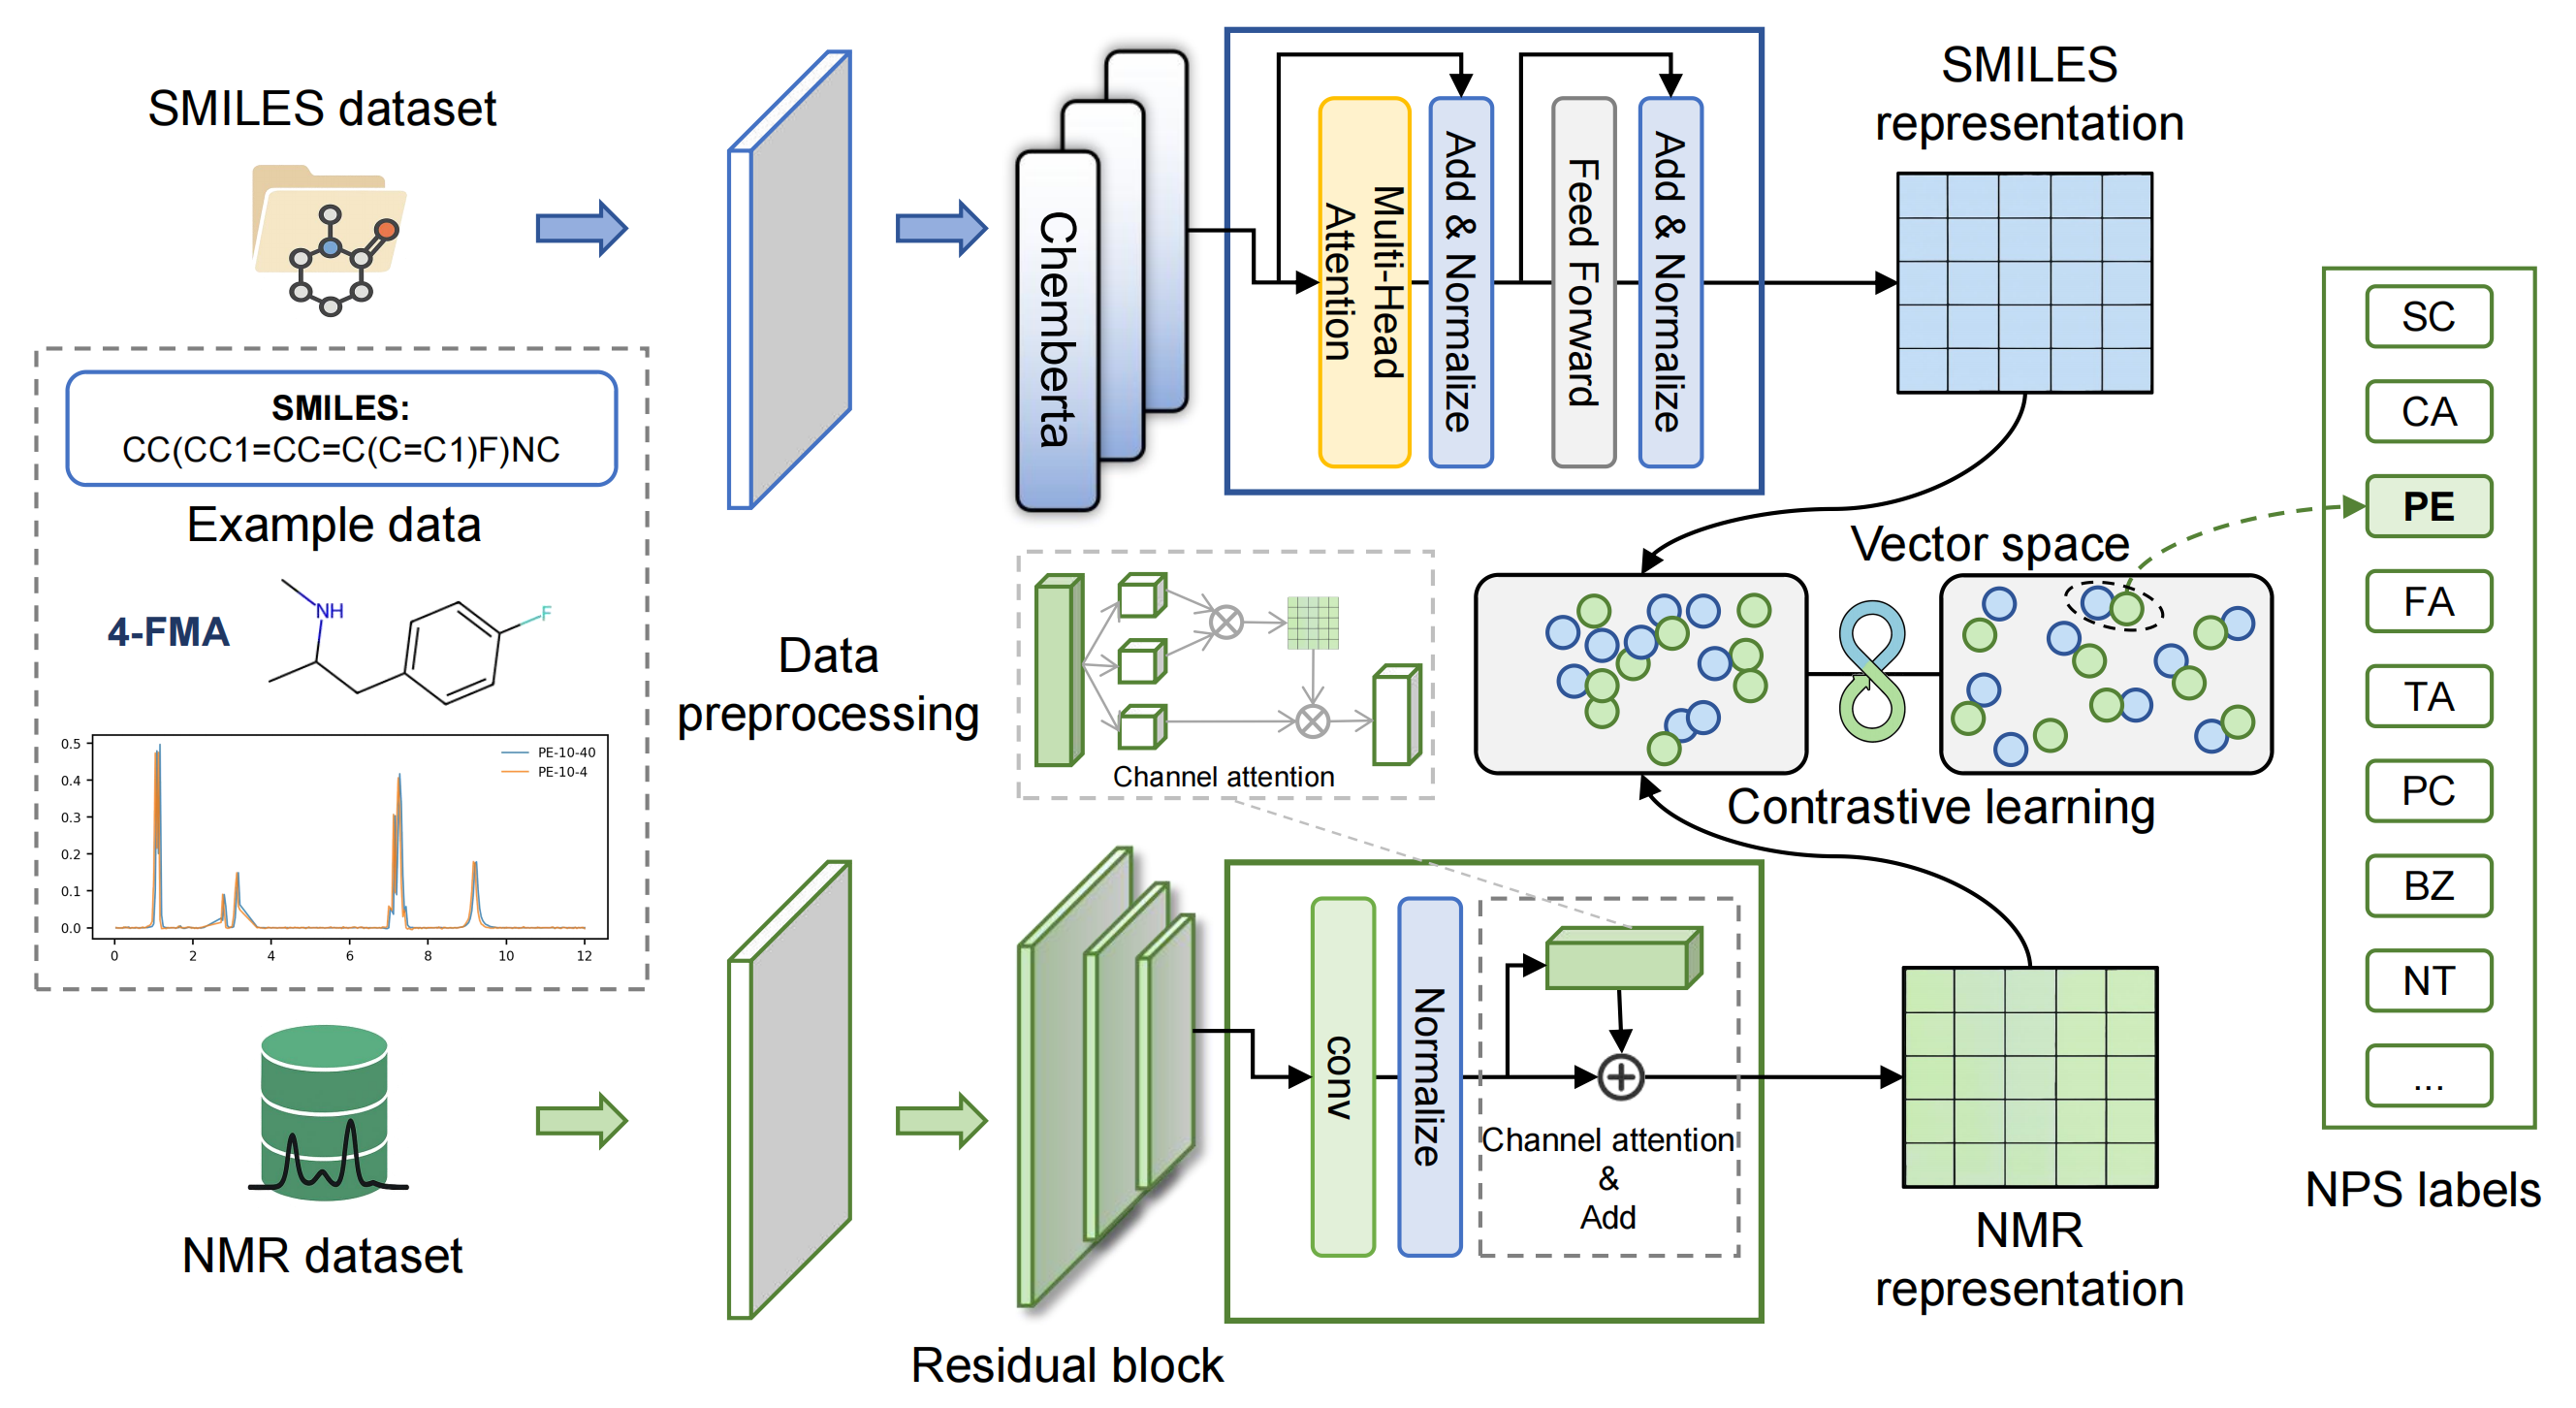 SMILES dataset
SMILES:
CC(CC1=CC=C(C=C1)F)NC
Example data
4-FMA
NH
F
PE-10-40
PE-10-4
0.5
0.4
0.3
0.2
0.1
0.0
0
2
4
6
8
10
12
NMR dataset
Data
preprocessing
Chemberta
Multi-Head
Attention
Add & Normalize
Feed Forward
Add & Normalize
SMILES
representation
Channel attention
Vector space
Contrastive learning
Residual block
conv
Normalize
Channel attention
&
Add
NMR
representation
SC
CA
PE
FA
TA
PC
BZ
NT
...
NPS labels